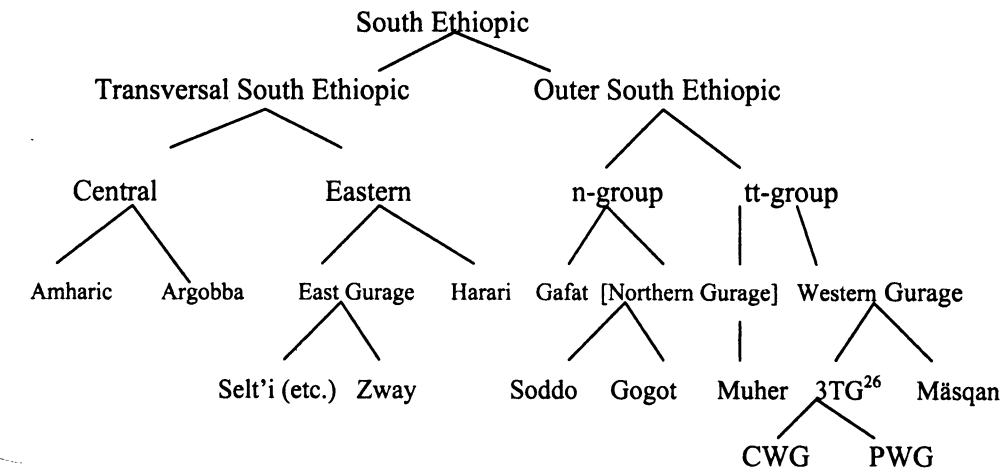 South Ethiopic
Transversal South Ethiopic Outer South Ethiopic
Central Eastern n-group tt-group
Amharic Argobba East Gurage Harari Gafat [Northern Gurage] Western Gurage
Selt'i (etc.) Zway Soddo Gogot Muher 3TG²⁶ Mäsqan
CWG PWG